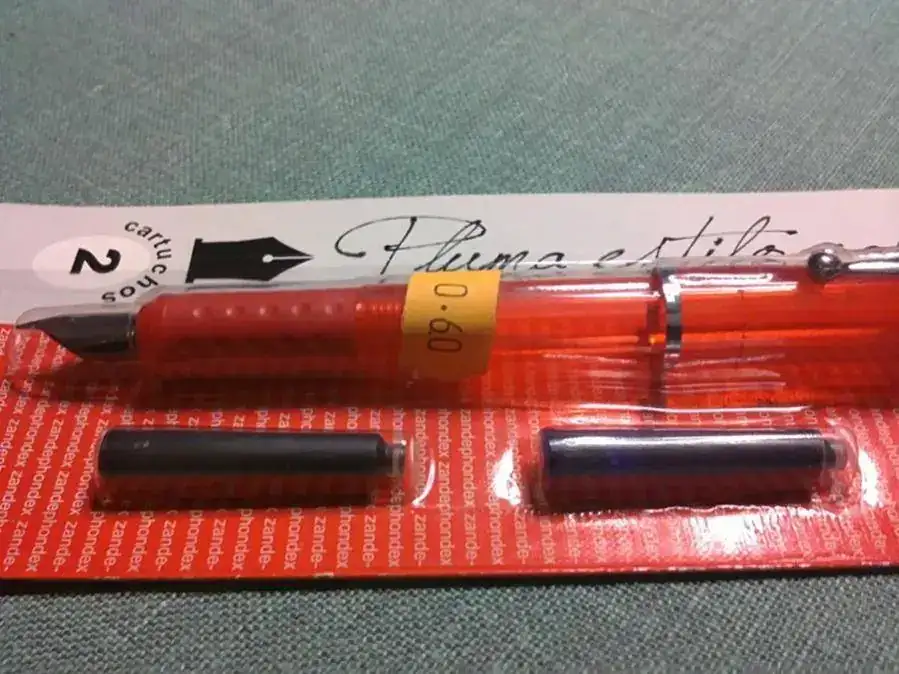 2 cartuchos
Pluma estilo
0.60
zandephondex zandephondex zande-